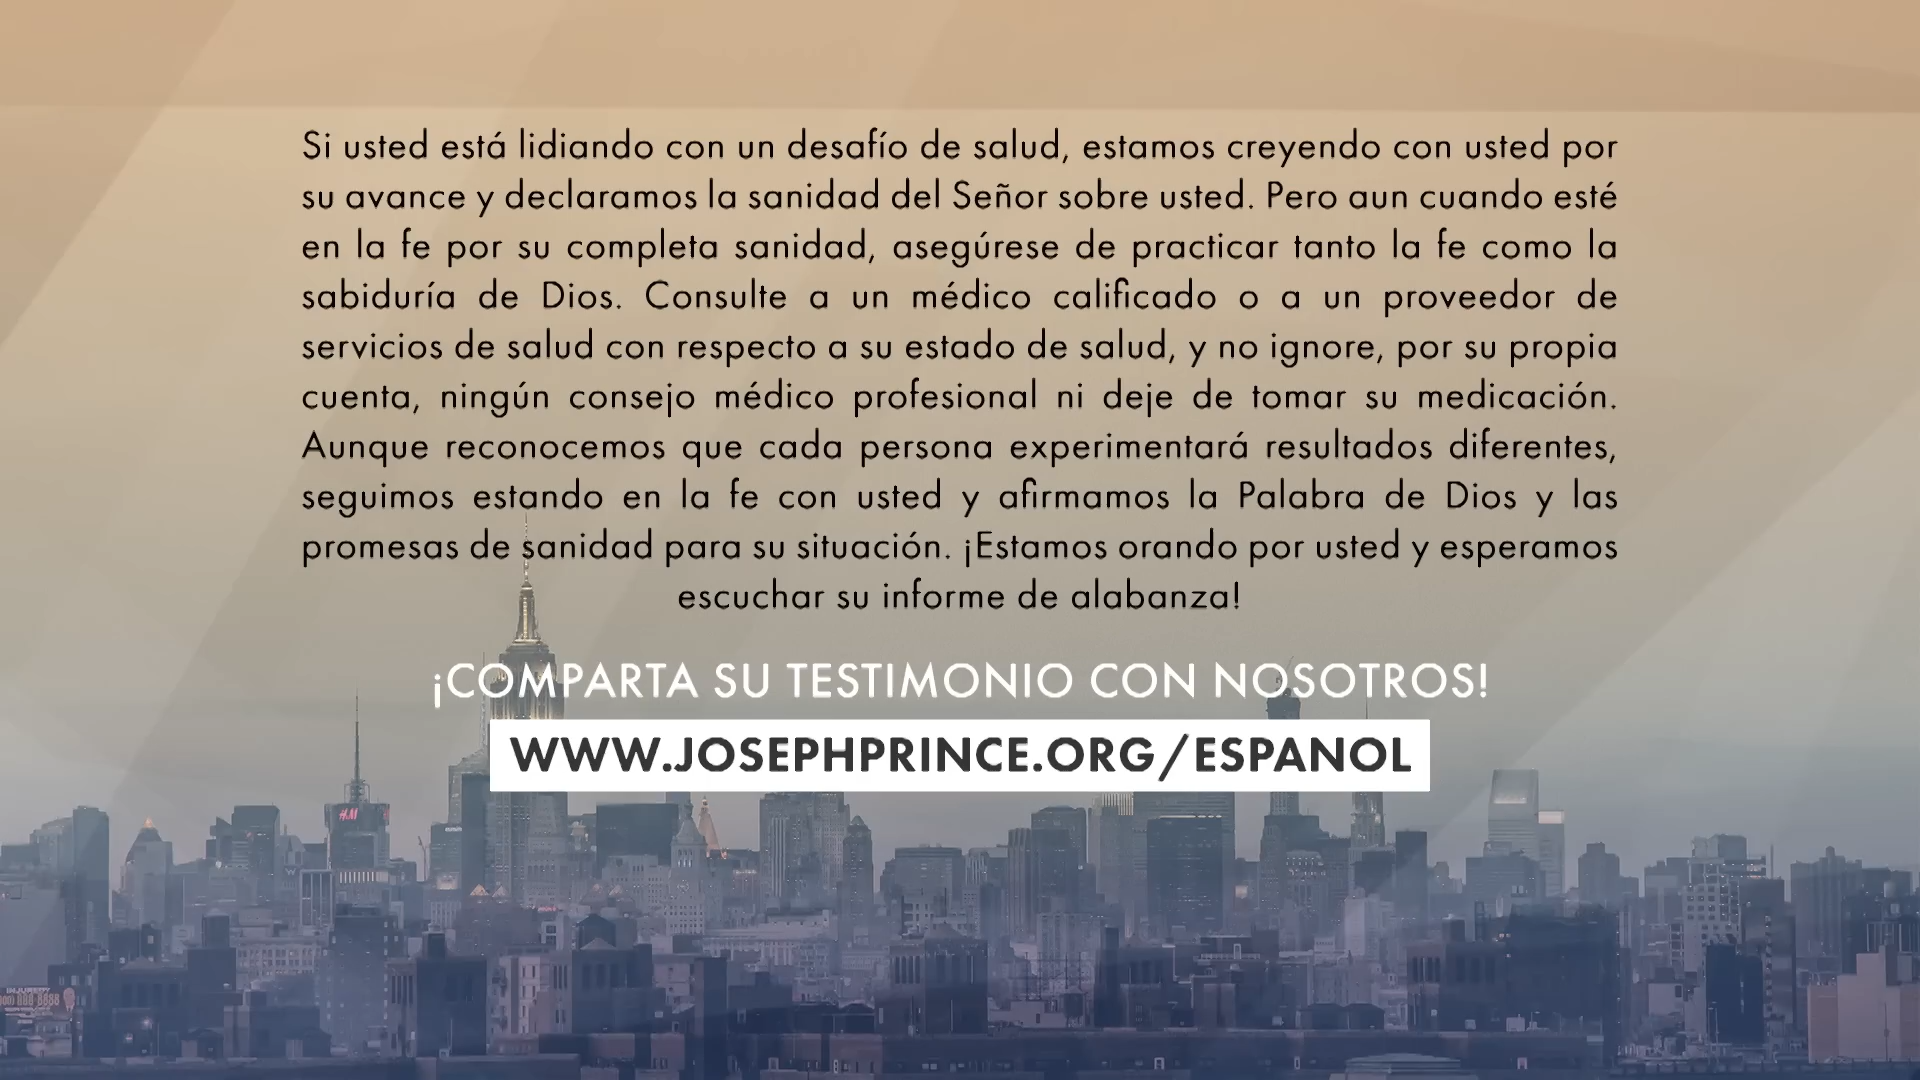 Si usted está lidiando con un desafío de salud, estamos creyendo con usted por
su avance y declaramos la sanidad del Señor sobre usted. Pero aun cuando esté
en la fe por su completa sanidad, asegúrese de practicar tanto la fe como la
sabiduría de Dios. Consulte a un médico calificado o a un proveedor de
servicios de salud con respecto a su estado de salud, y no ignore, por su propia
cuenta, ningún consejo médico profesional ni deje de tomar su medicación.
Aunque reconocemos que cada persona experimentará resultados diferentes,
seguimos estando en la fe con usted y afirmamos la Palabra de Dios y las
promesas de sanidad para su situación. ¡Estamos orando por usted y esperamos
escuchar su informe de alabanza!
¡COMPARTA SU TESTIMONIO CON NOSOTROS!
WWW.JOSEPHPRINCE.ORG/ESPANOL
H&M